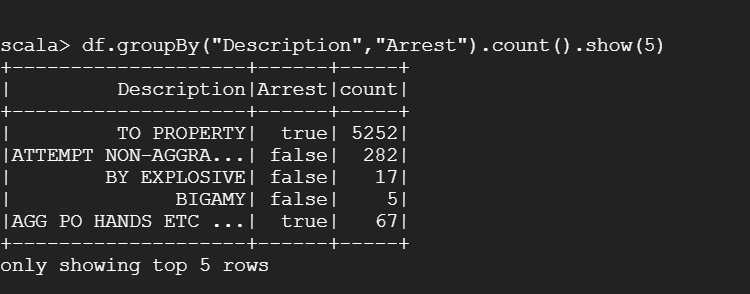 scala> df.groupBy("Description","Arrest").count().show(5)
+--------------------+------+-----+
|         Description|Arrest|count|
+--------------------+------+-----+
|         TO PROPERTY|  true| 5252|
|ATTEMPT NON-AGGRA...| false|  282|
|        BY EXPLOSIVE| false|   17|
|              BIGAMY| false|    5|
|AGG PO HANDS ETC ...|  true|   67|
+--------------------+------+-----+
only showing top 5 rows